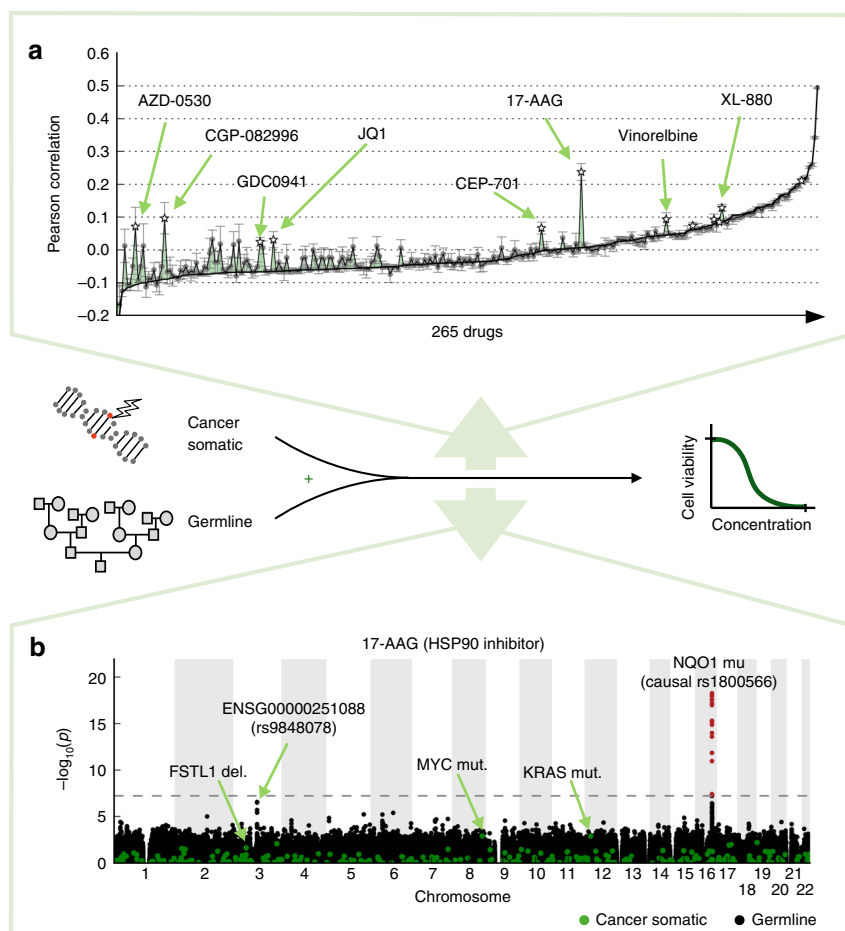 a
0.6
0.5
0.4
0.3
0.2
0.1
0.0
−0.1
−0.2
Pearson correlation
AZD-0530
CGP-082996
GDC0941
JQ1
17-AAG
CEP-701
Vinorelbine
XL-880
265 drugs
Cancer
somatic
+
Germline
Cell viability
Concentration
b
17-AAG (HSP90 inhibitor)
20
15
10
5
0
−log10(p)
NQO1 mu
(causal rs1800566)
ENSG00000251088
(rs9848078)
FSTL1 del.
MYC mut.
KRAS mut.
1 2 3 4 5 6 7 8 9 10 11 12 13 14 15 16 17 18 19 20 21 22
Chromosome
Cancer somatic
Germline